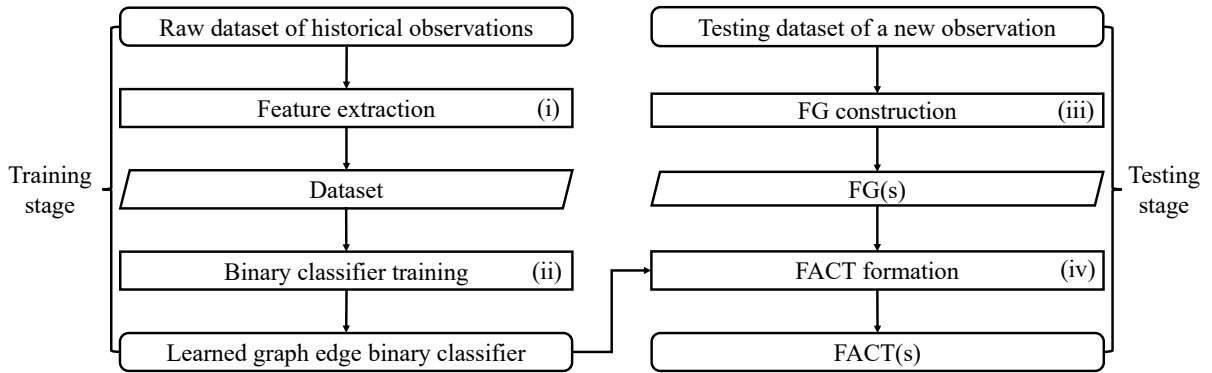 Training
stage
Raw dataset of historical observations
Feature extraction
(i)
Dataset
Binary classifier training
(ii)
Learned graph edge binary classifier
Testing dataset of a new observation
FG construction
(iii)
FG(s)
FACT formation
(iv)
FACT(s)
Testing
stage